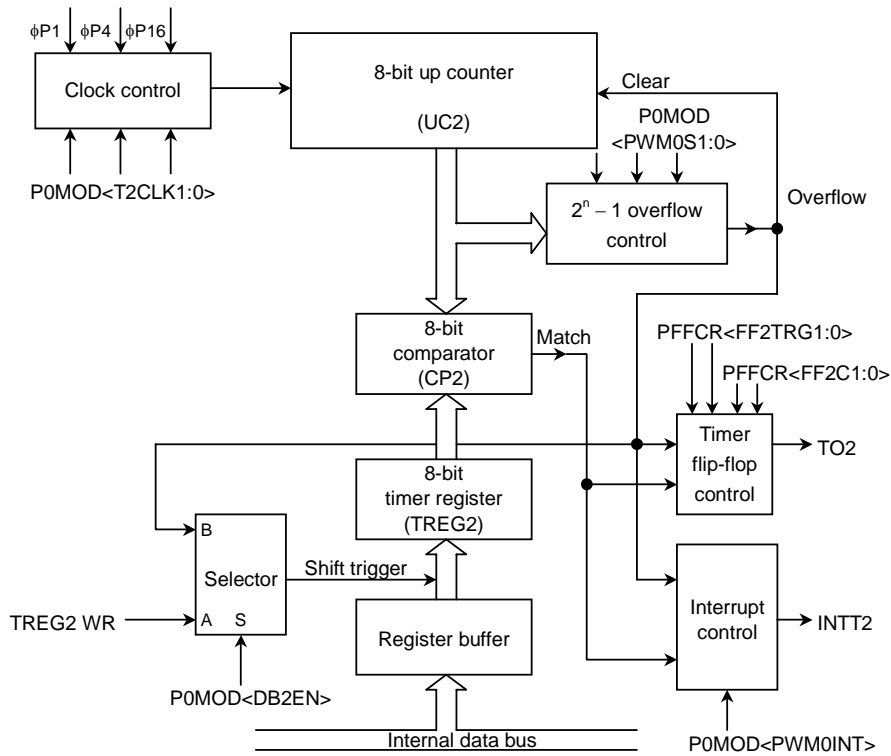 ϕP1 ϕP4 ϕP16
Clock control
P0MOD<T2CLK1:0>
8-bit up counter
(UC2)
Clear
P0MOD
<PWM0S1:0>
2ⁿ – 1 overflow
control
Overflow
8-bit
comparator
(CP2)
Match
PFFCR<FF2TRG1:0>
PFFCR<FF2C1:0>
Timer
flip-flop
control
TO2
8-bit
timer register
(TREG2)
B
Selector
A S
Shift trigger
TREG2 WR
P0MOD<DB2EN>
Register buffer
Interrupt
control
INTT2
P0MOD<PWM0INT>
Internal data bus